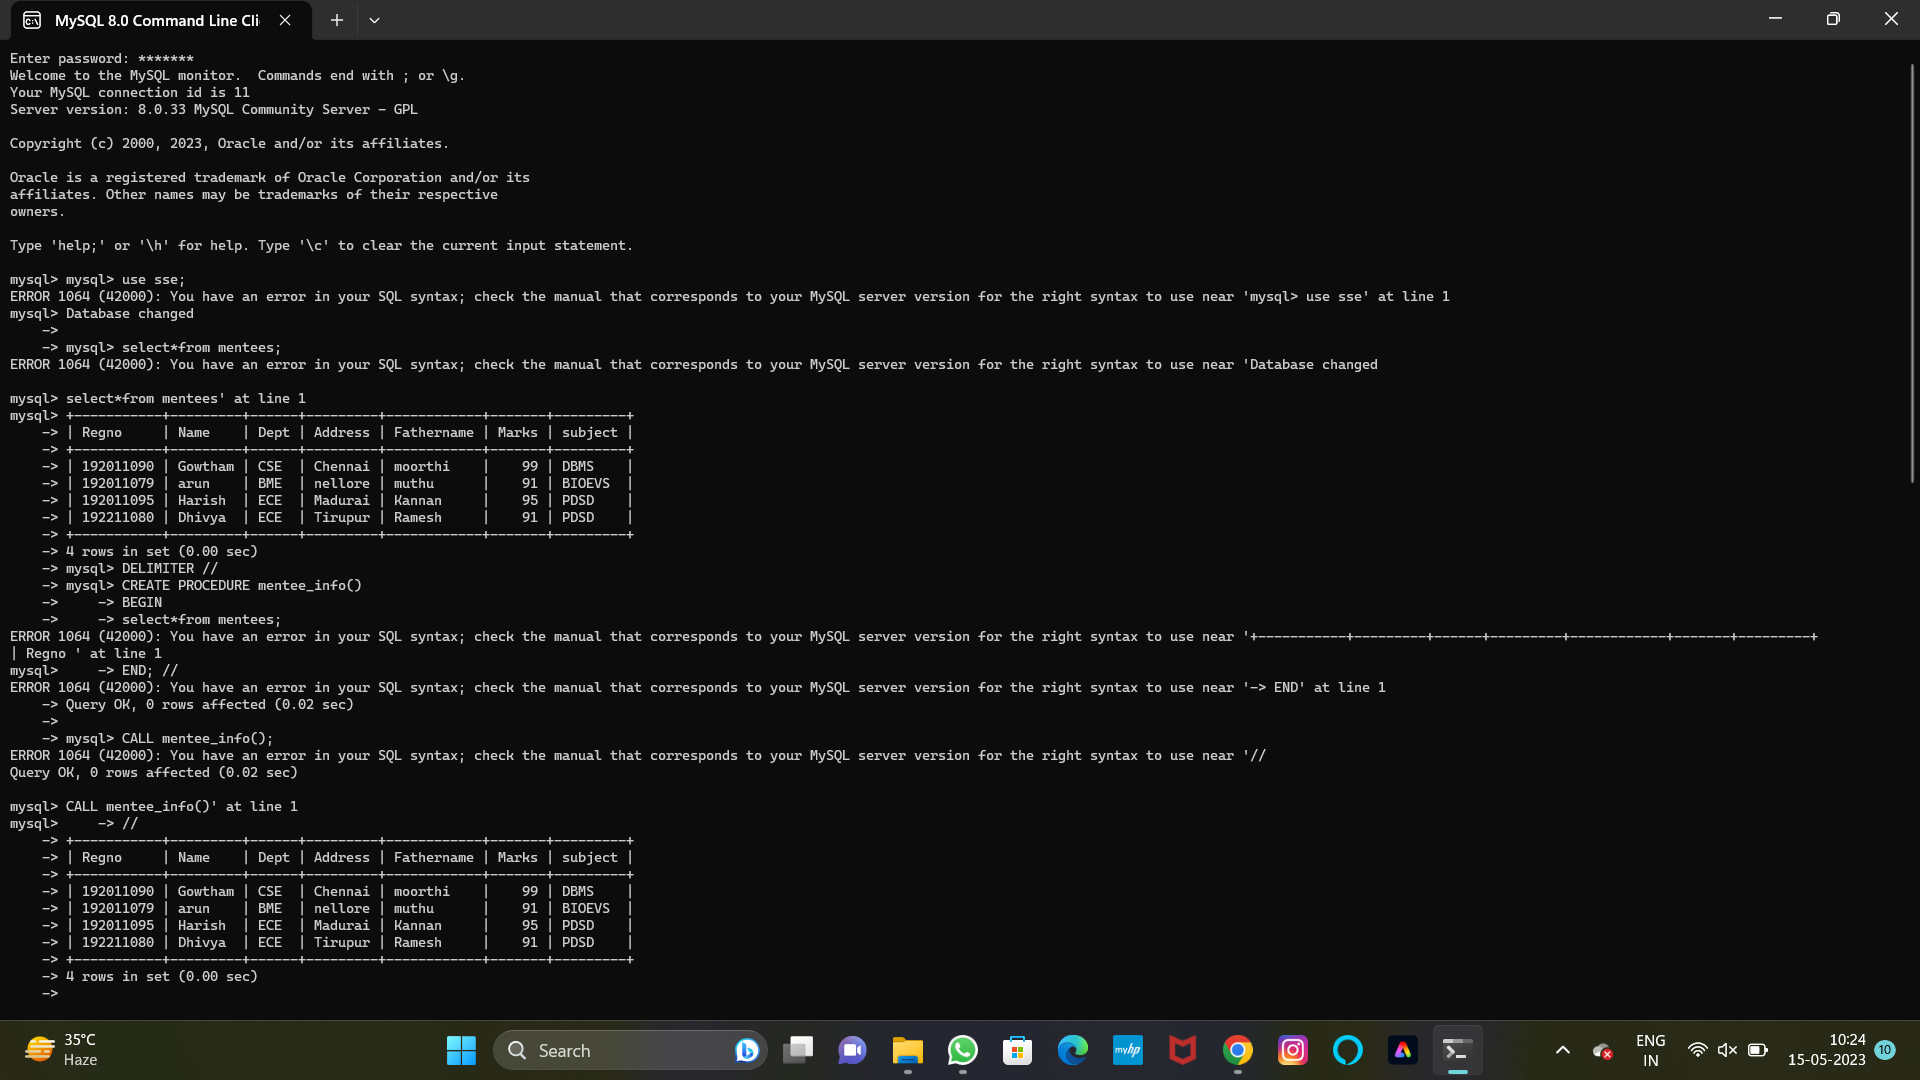 MySQL 8.0 Command Line Cli
Enter password: *******
Welcome to the MySQL monitor.  Commands end with ; or \g.
Your MySQL connection id is 11
Server version: 8.0.33 MySQL Community Server - GPL

Copyright (c) 2000, 2023, Oracle and/or its affiliates.

Oracle is a registered trademark of Oracle Corporation and/or its
affiliates. Other names may be trademarks of their respective
owners.

Type 'help;' or '\h' for help. Type '\c' to clear the current input statement.

mysql> mysql> use sse;
ERROR 1064 (42000): You have an error in your SQL syntax; check the manual that corresponds to your MySQL server version for the right syntax to use near 'mysql> use sse' at line 1
mysql> Database changed
    ->
    -> mysql> select*from mentees;
ERROR 1064 (42000): You have an error in your SQL syntax; check the manual that corresponds to your MySQL server version for the right syntax to use near 'Database changed

mysql> select*from mentees' at line 1
mysql> +-----------+---------+------+---------+------------+-------+---------+
    -> | Regno     | Name    | Dept | Address | Fathername | Marks | subject |
    -> +-----------+---------+------+---------+------------+-------+---------+
    -> | 192011090 | Gowtham | CSE  | Chennai | moorthi    |    99 | DBMS    |
    -> | 192011079 | arun    | BME  | nellore | muthu      |    91 | BIOEVS  |
    -> | 192011095 | Harish  | ECE  | Madurai | Kannan     |    95 | PDSD    |
    -> | 192211080 | Dhivya  | ECE  | Tirupur | Ramesh     |    91 | PDSD    |
    -> +-----------+---------+------+---------+------------+-------+---------+
    -> 4 rows in set (0.00 sec)
    -> mysql> DELIMITER //
    -> mysql> CREATE PROCEDURE mentee_info()
    ->     -> BEGIN
    ->     -> select*from mentees;
ERROR 1064 (42000): You have an error in your SQL syntax; check the manual that corresponds to your MySQL server version for the right syntax to use near '+-----------+---------+------+---------+------------+-------+---------+
| Regno ' at line 1
mysql>     -> END; //
ERROR 1064 (42000): You have an error in your SQL syntax; check the manual that corresponds to your MySQL server version for the right syntax to use near '-> END' at line 1
    -> Query OK, 0 rows affected (0.02 sec)
    ->
    -> mysql> CALL mentee_info();
ERROR 1064 (42000): You have an error in your SQL syntax; check the manual that corresponds to your MySQL server version for the right syntax to use near '//
Query OK, 0 rows affected (0.02 sec)

mysql> CALL mentee_info()' at line 1
mysql>     -> //
    -> +-----------+---------+------+---------+------------+-------+---------+
    -> | Regno     | Name    | Dept | Address | Fathername | Marks | subject |
    -> +-----------+---------+------+---------+------------+-------+---------+
    -> | 192011090 | Gowtham | CSE  | Chennai | moorthi    |    99 | DBMS    |
    -> | 192011079 | arun    | BME  | nellore | muthu      |    91 | BIOEVS  |
    -> | 192011095 | Harish  | ECE  | Madurai | Kannan     |    95 | PDSD    |
    -> | 192211080 | Dhivya  | ECE  | Tirupur | Ramesh     |    91 | PDSD    |
    -> +-----------+---------+------+---------+------------+-------+---------+
    -> 4 rows in set (0.00 sec)
    ->
35°C
Haze
Search
myhp
ENG
IN
10:24
15-05-2023
10